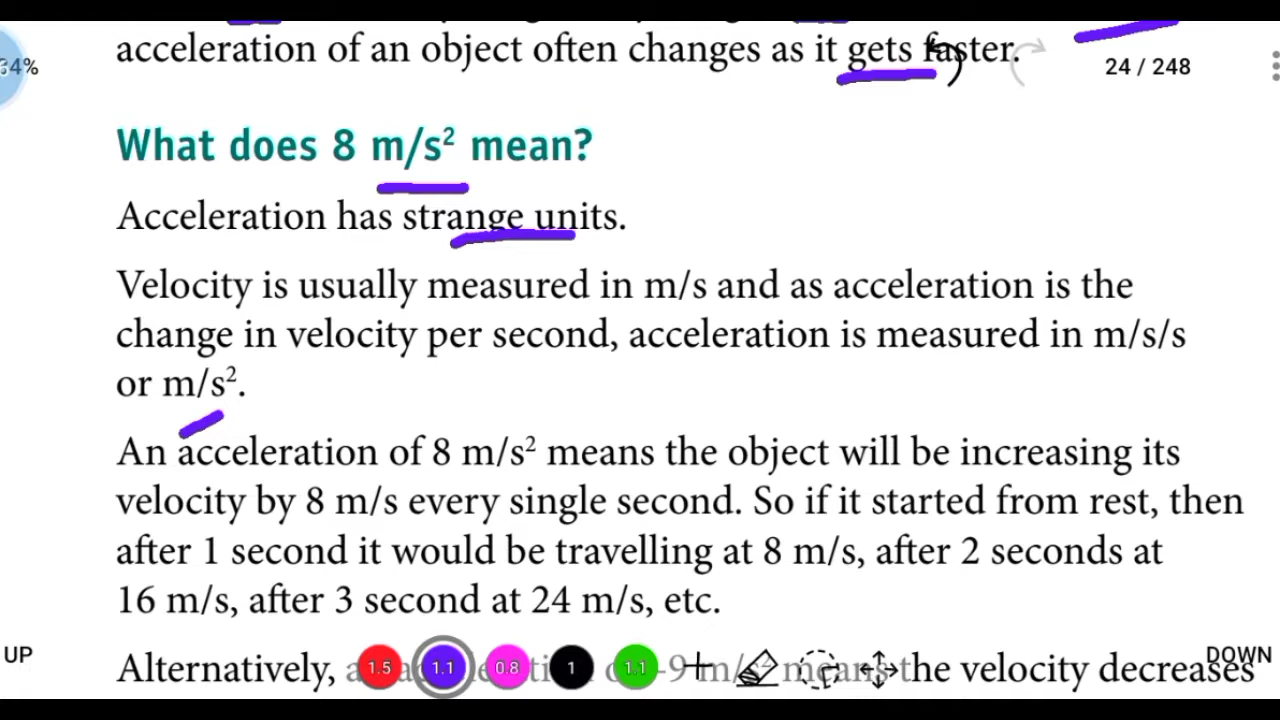 acceleration of an object often changes as it gets faster.
64%
24 / 248
What does 8 m/s² mean?
Acceleration has strange units.
Velocity is usually measured in m/s and as acceleration is the
change in velocity per second, acceleration is measured in m/s/s
or m/s².
An acceleration of 8 m/s² means the object will be increasing its
velocity by 8 m/s every single second. So if it started from rest, then
after 1 second it would be travelling at 8 m/s, after 2 seconds at
16 m/s, after 3 second at 24 m/s, etc.
UP
DOWN
Alternatively, -9 m/s² means the velocity decreases
1.5 1.1 0.8 1 1.1